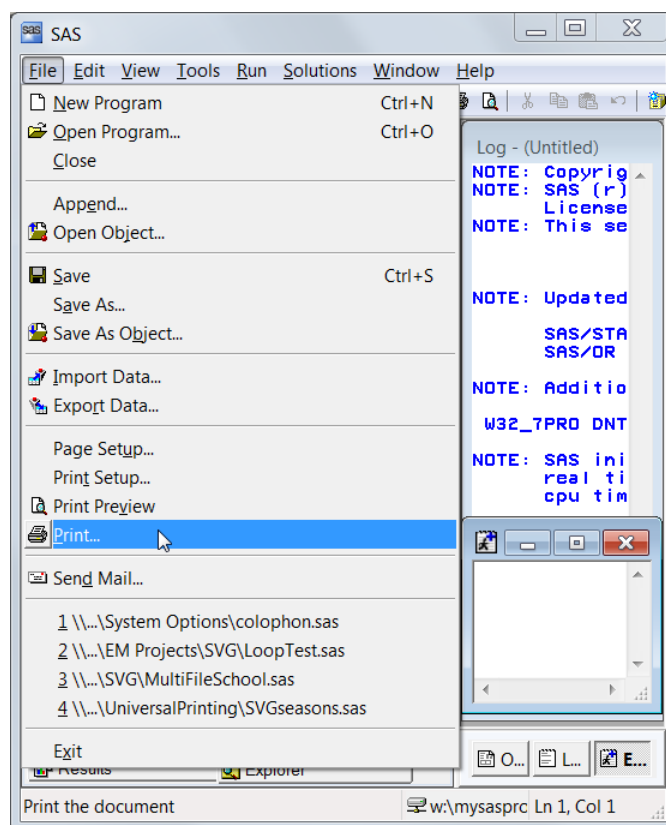 SAS
File Edit View Tools Run Solutions Window Help
New Program Ctrl+N
Open Program... Ctrl+O
Close
Append...
Open Object...
Save Ctrl+S
Save As...
Save As Object...
Import Data...
Export Data...
Page Setup...
Print Setup...
Print Preview
Print...
Send Mail...
1 \\...\System Options\colophon.sas
2 \\...\EM Projects\SVG\LoopTest.sas
3 \\...\SVG\MultiFileSchool.sas
4 \\...\UniversalPrinting\SVGseasons.sas
Exit
Log - (Untitled)
NOTE: Copyrig
NOTE: SAS (r)
License
NOTE: This se
NOTE: Updated
SAS/STA
SAS/OR
NOTE: Additio
W32_7PRO DNT
NOTE: SAS ini
real ti
cpu tim
Results Explorer
O... L... E...
Print the document w:\mysasprc Ln 1, Col 1